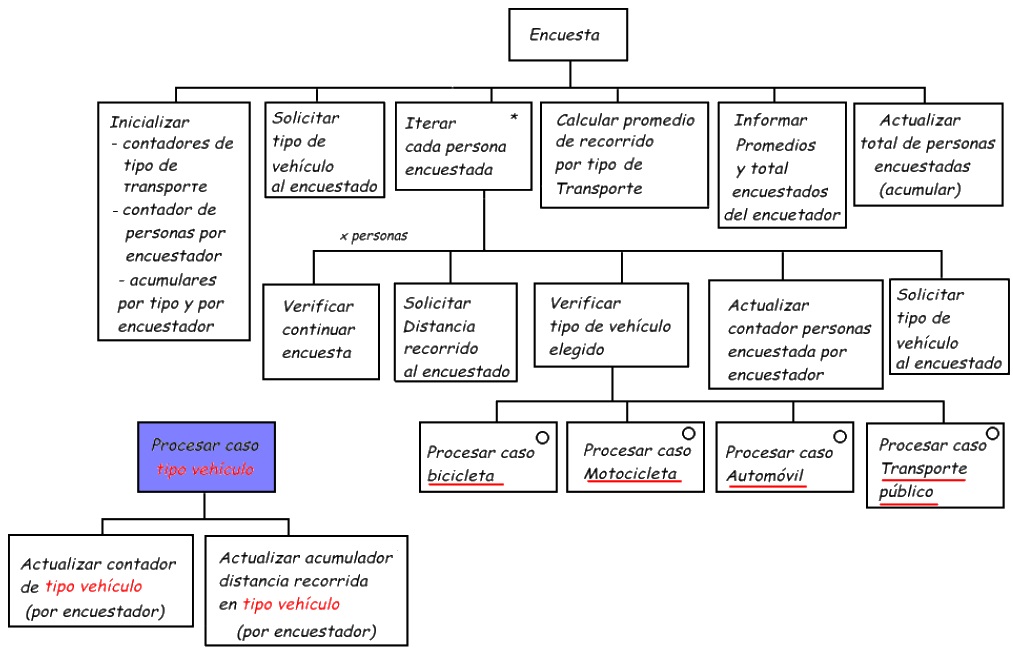 Encuesta
Inicializar
- contadores de
tipo de
Transporte
- contador de
personas por
encuestador
- acumulares
por tipo y por
encuestador
Solicitar
tipo de
vehículo
al encuestado
Iterar *
cada persona
encuestada
Calcular promedio
de recorrido
por tipo de
Transporte
Informar
Promedios
y total
encuestados
del encuetador
Actualizar
total de personas
encuestadas
(acumular)
x personas
Verificar
continuar
encuesta
Solicitar
Distancia
recorrido
al encuestado
Verificar
tipo de vehículo
elegido
Actualizar
contador personas
encuestada por
encuestador
Solicitar
tipo de
vehículo
al encuestado
Procesar caso
bicicleta
Procesar caso
Motocicleta
Procesar caso
Automóvil
Procesar caso
Transporte
público
Procesar caso
tipo vehículo
Actualizar contador
de tipo vehículo
(por encuestador)
Actualizar acumulador
distancia recorrida
en tipo vehículo
(por encuestador)